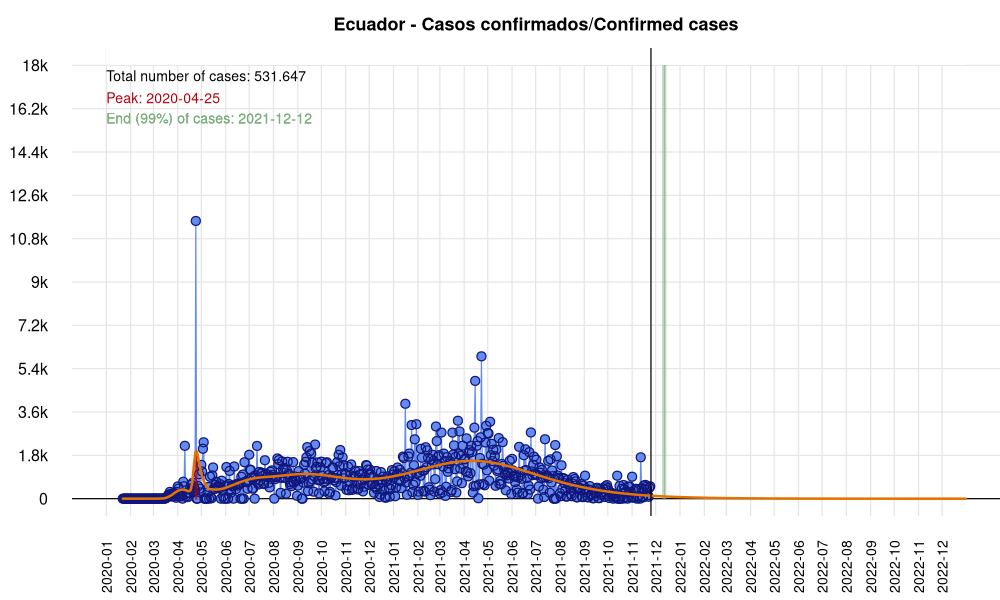 Ecuador - Casos confirmados/Confirmed cases
Total number of cases: 531.647
Peak: 2020-04-25
End (99%) of cases: 2021-12-12
18k
16.2k
14.4k
12.6k
10.8k
9k
7.2k
5.4k
3.6k
1.8k
0
2020-01
2020-02
2020-03
2020-04
2020-05
2020-06
2020-07
2020-08
2020-09
2020-10
2020-11
2020-12
2021-01
2021-02
2021-03
2021-04
2021-05
2021-06
2021-07
2021-08
2021-09
2021-10
2021-11
2021-12
2022-01
2022-02
2022-03
2022-04
2022-05
2022-06
2022-07
2022-08
2022-09
2022-10
2022-11
2022-12